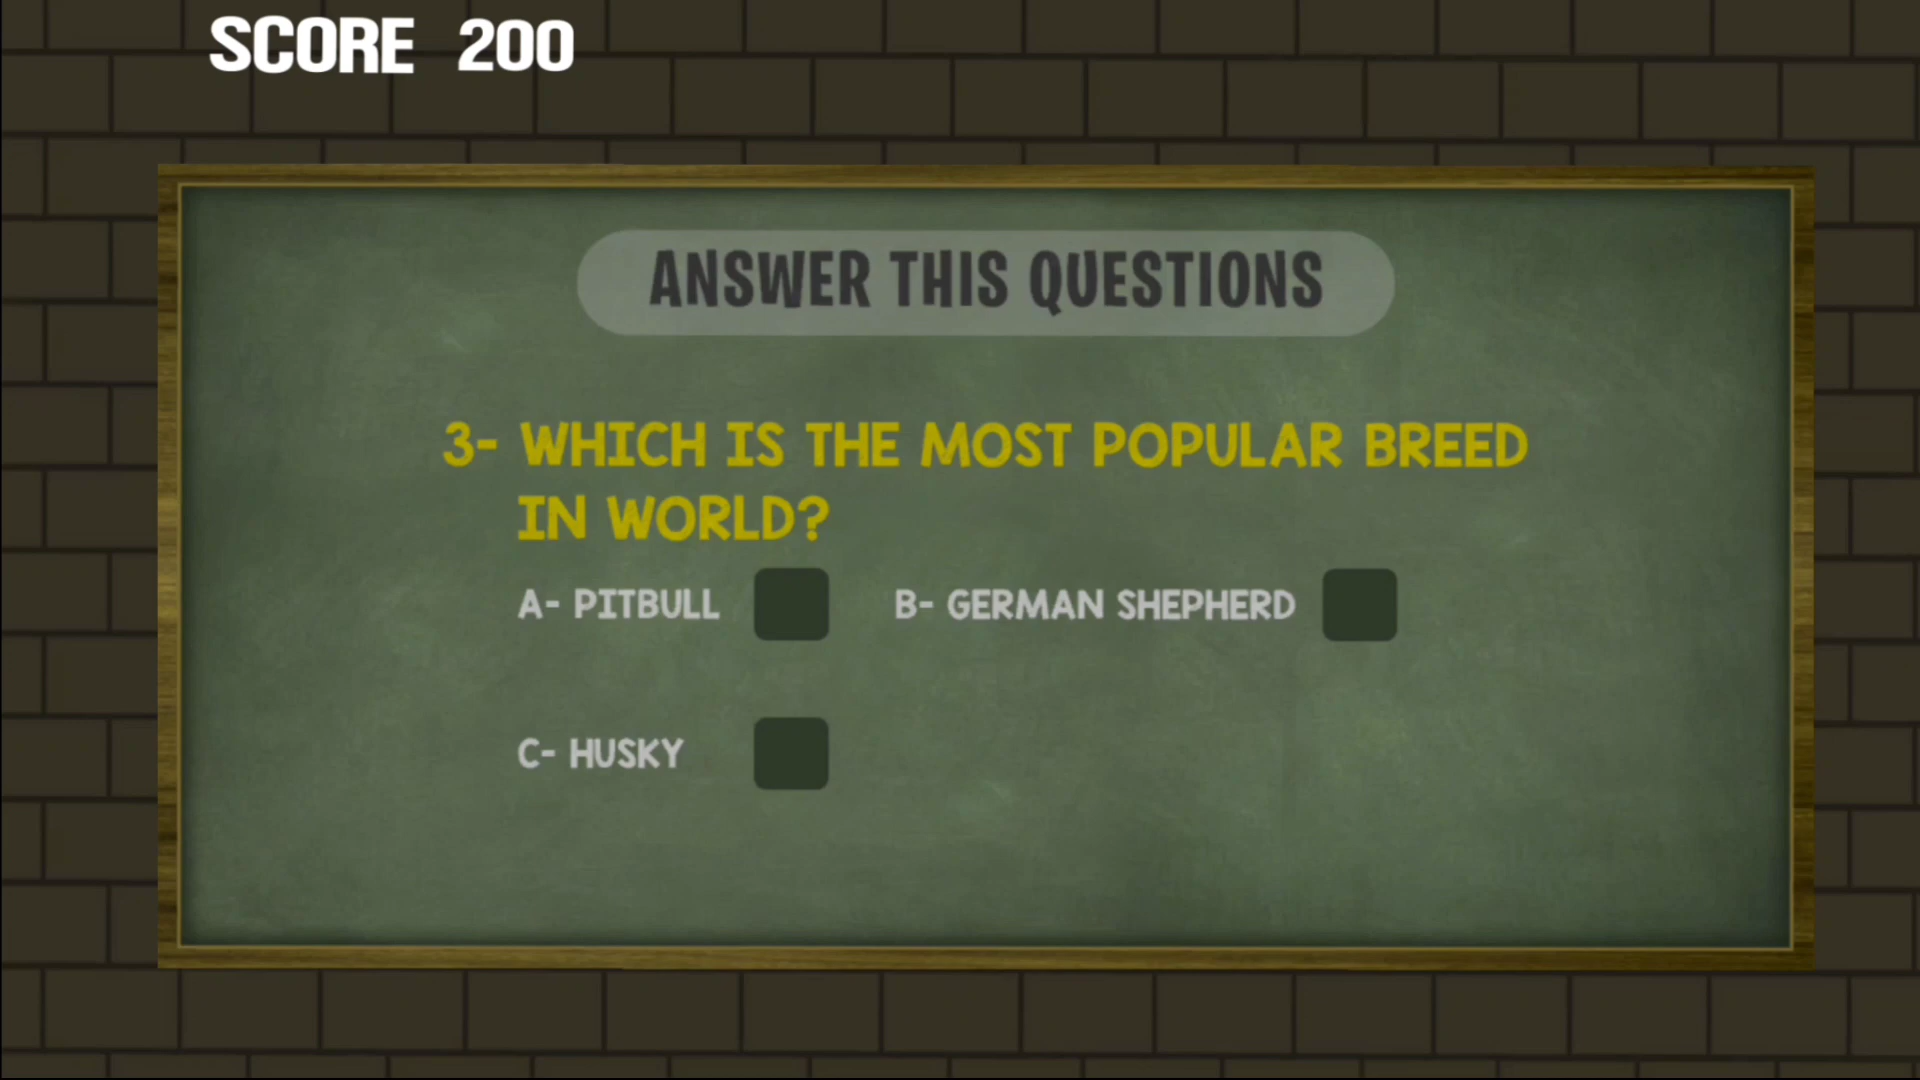 SCORE 200
ANSWER THIS QUESTIONS
3- WHICH IS THE MOST POPULAR BREED
IN WORLD?
A- PITBULL B- GERMAN SHEPHERD
C- HUSKY